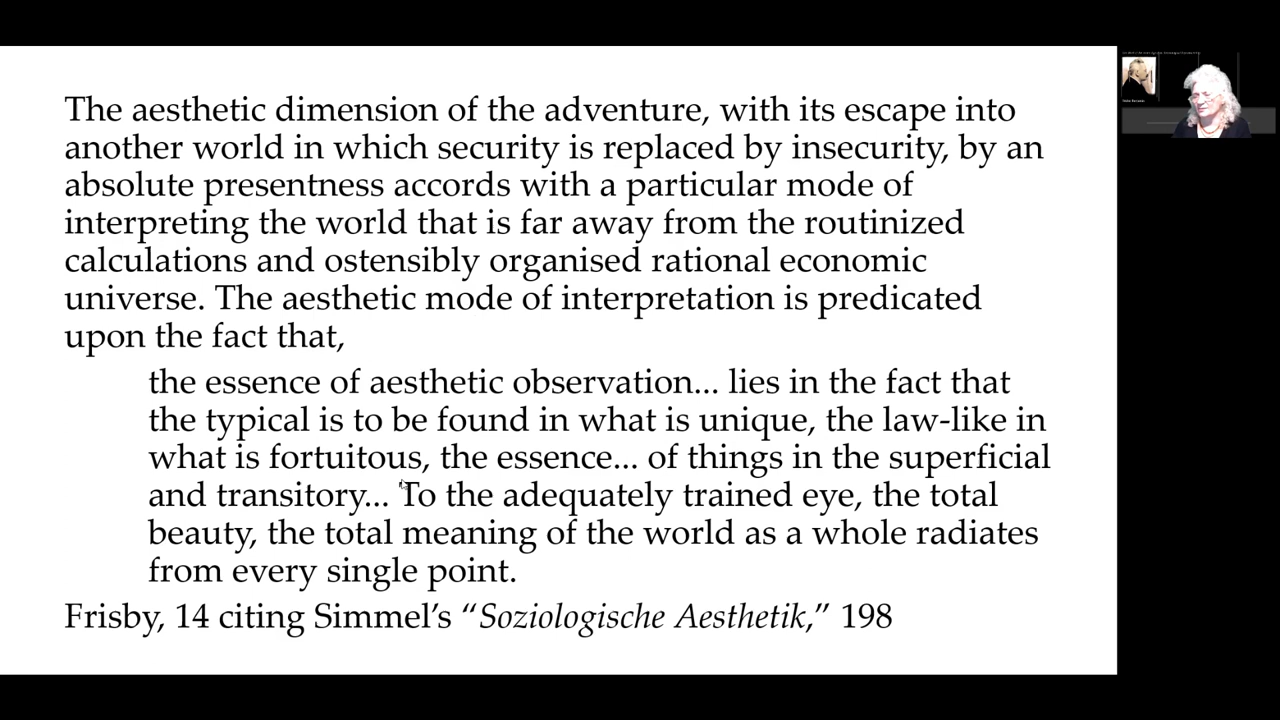 The aesthetic dimension of the adventure, with its escape into
another world in which security is replaced by insecurity, by an
absolute presentness accords with a particular mode of
interpreting the world that is far away from the routinized
calculations and ostensibly organised rational economic
universe. The aesthetic mode of interpretation is predicated
upon the fact that,
the essence of aesthetic observation... lies in the fact that
the typical is to be found in what is unique, the law-like in
what is fortuitous, the essence... of things in the superficial
and transitory... To the adequately trained eye, the total
beauty, the total meaning of the world as a whole radiates
from every single point.
Frisby, 14 citing Simmel’s “Soziologische Aesthetik,” 198